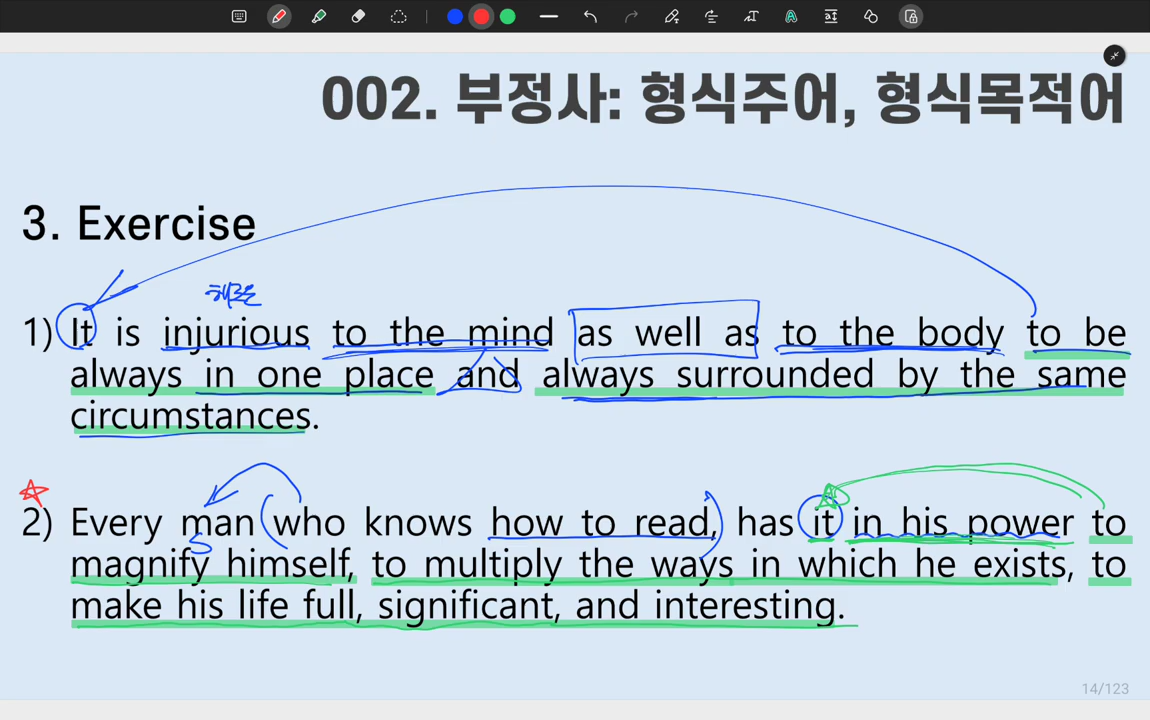 002. 부정사: 형식주어, 형식목적어
3. Exercise
해로운
1) It is injurious to the mind as well as to the body to be
always in one place and always surrounded by the same
circumstances.
2) Every man who knows how to read, has it in his power to
S
magnify himself, to multiply the ways in which he exists, to
make his life full, significant, and interesting.
14/123